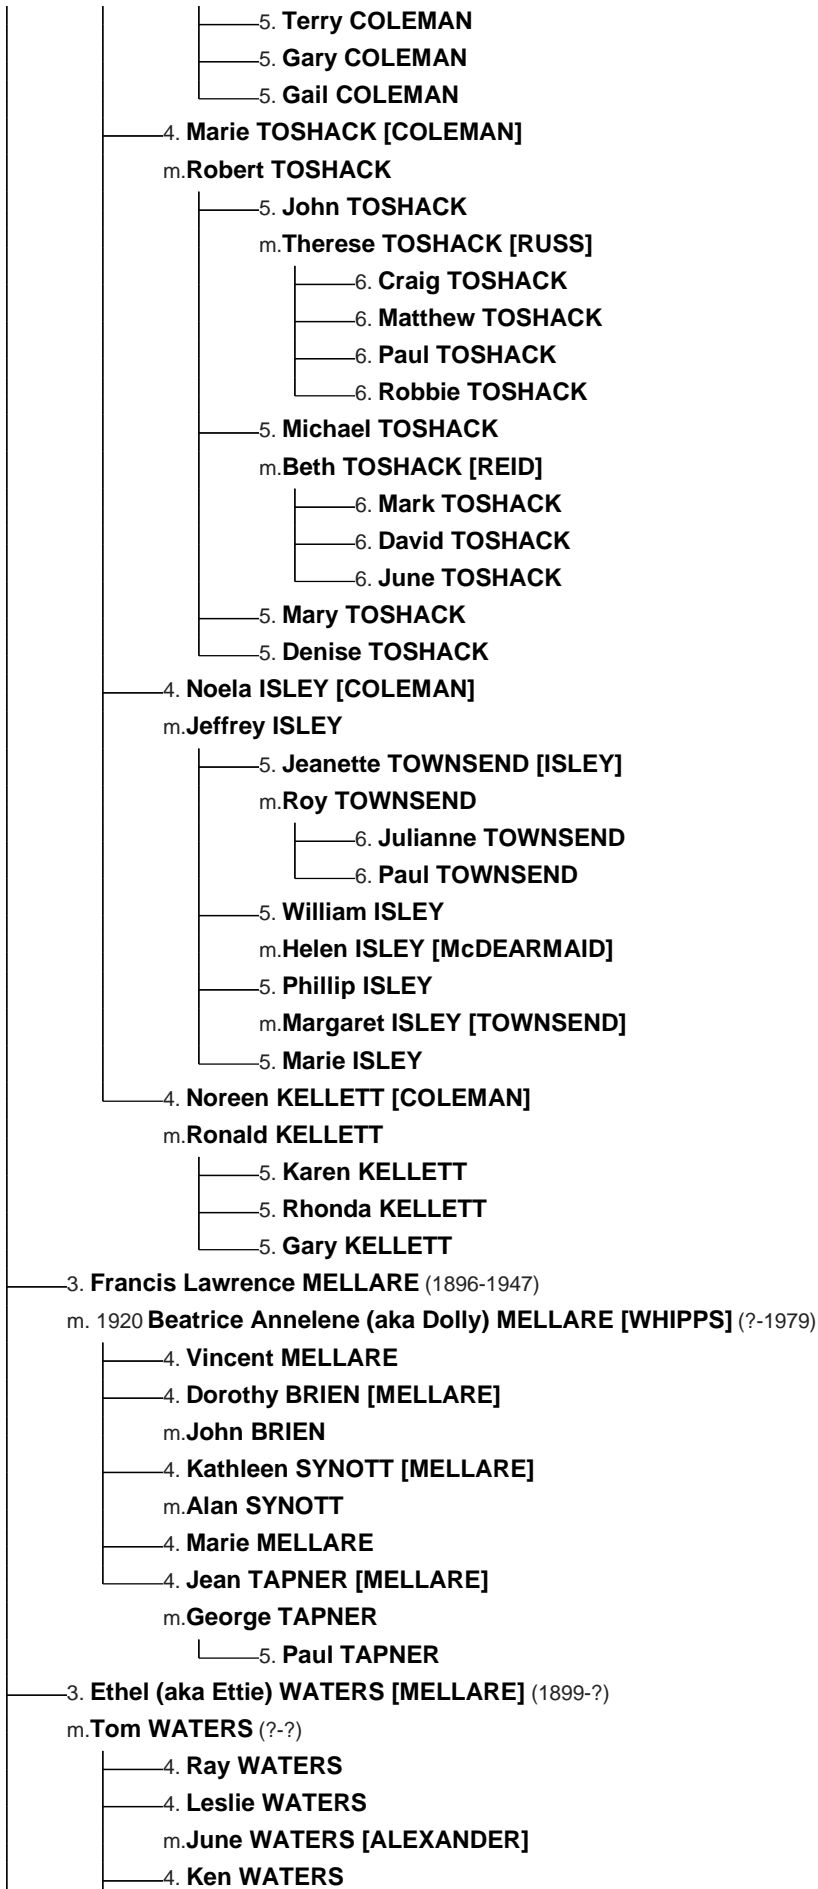 5. Terry COLEMAN
5. Gary COLEMAN
5. Gail COLEMAN
4. Marie TOSHACK [COLEMAN]
m.Robert TOSHACK
5. John TOSHACK
m.Therese TOSHACK [RUSS]
6. Craig TOSHACK
6. Matthew TOSHACK
6. Paul TOSHACK
6. Robbie TOSHACK
5. Michael TOSHACK
m.Beth TOSHACK [REID]
6. Mark TOSHACK
6. David TOSHACK
6. June TOSHACK
5. Mary TOSHACK
5. Denise TOSHACK
4. Noela ISLEY [COLEMAN]
m.Jeffrey ISLEY
5. Jeanette TOWNSEND [ISLEY]
m.Roy TOWNSEND
6. Julianne TOWNSEND
6. Paul TOWNSEND
5. William ISLEY
m.Helen ISLEY [McDEARMAID]
5. Phillip ISLEY
m.Margaret ISLEY [TOWNSEND]
5. Marie ISLEY
4. Noreen KELLETT [COLEMAN]
m.Ronald KELLETT
5. Karen KELLETT
5. Rhonda KELLETT
5. Gary KELLETT
3. Francis Lawrence MELLARE (1896-1947)
m. 1920 Beatrice Annelene (aka Dolly) MELLARE [WHIPPS] (?-1979)
4. Vincent MELLARE
4. Dorothy BRIEN [MELLARE]
m.John BRIEN
4. Kathleen SYNOTT [MELLARE]
m.Alan SYNOTT
4. Marie MELLARE
4. Jean TAPNER [MELLARE]
m.George TAPNER
5. Paul TAPNER
3. Ethel (aka Ettie) WATERS [MELLARE] (1899-?)
m.Tom WATERS (?-?)
4. Ray WATERS
4. Leslie WATERS
m.June WATERS [ALEXANDER]
4. Ken WATERS